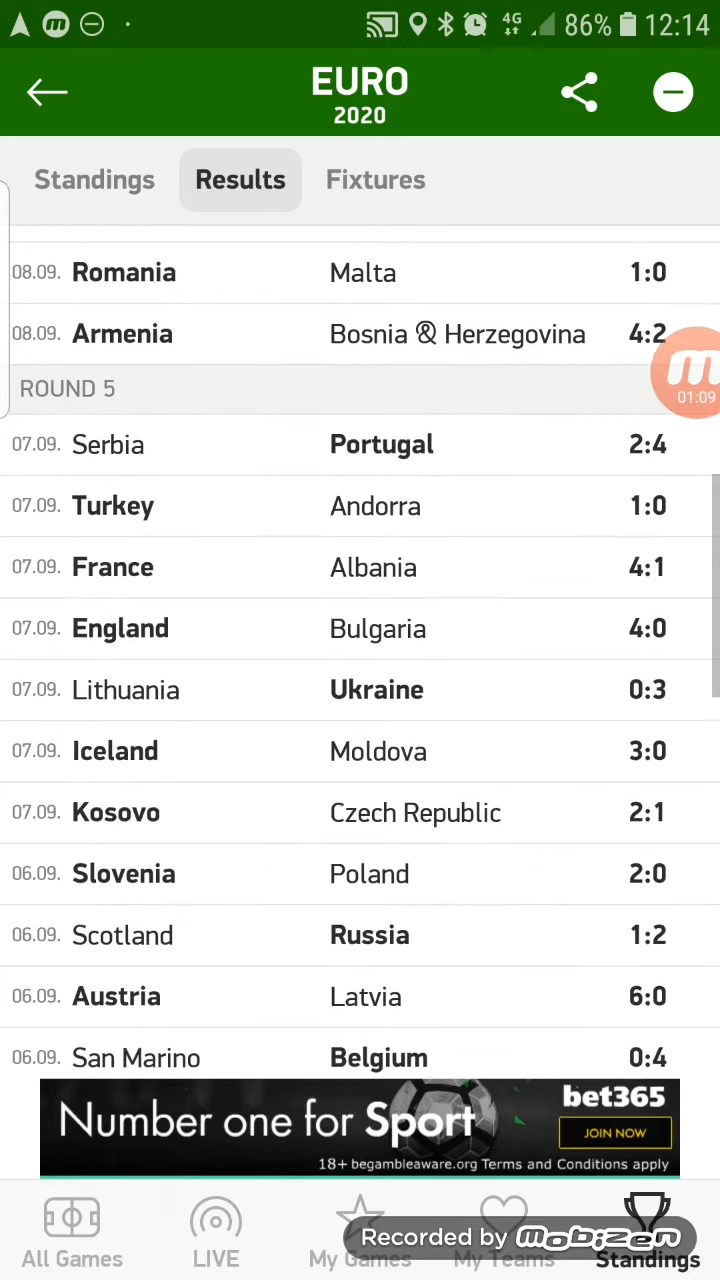 4G 86% 12:14
EURO
2020
Standings Results Fixtures
08.09. Romania Malta 1:0
08.09. Armenia Bosnia & Herzegovina 4:2
m
01:09
ROUND 5
07.09. Serbia Portugal 2:4
07.09. Turkey Andorra 1:0
07.09. France Albania 4:1
07.09. England Bulgaria 4:0
07.09. Lithuania Ukraine 0:3
07.09. Iceland Moldova 3:0
07.09. Kosovo Czech Republic 2:1
06.09. Slovenia Poland 2:0
06.09. Scotland Russia 1:2
06.09. Austria Latvia 6:0
06.09. San Marino Belgium 0:4
Number one for Sport
bet365
JOIN NOW
18+ begambleaware.org Terms and Conditions apply
Recorded by mobizen
All Games LIVE My Games My Teams Standings